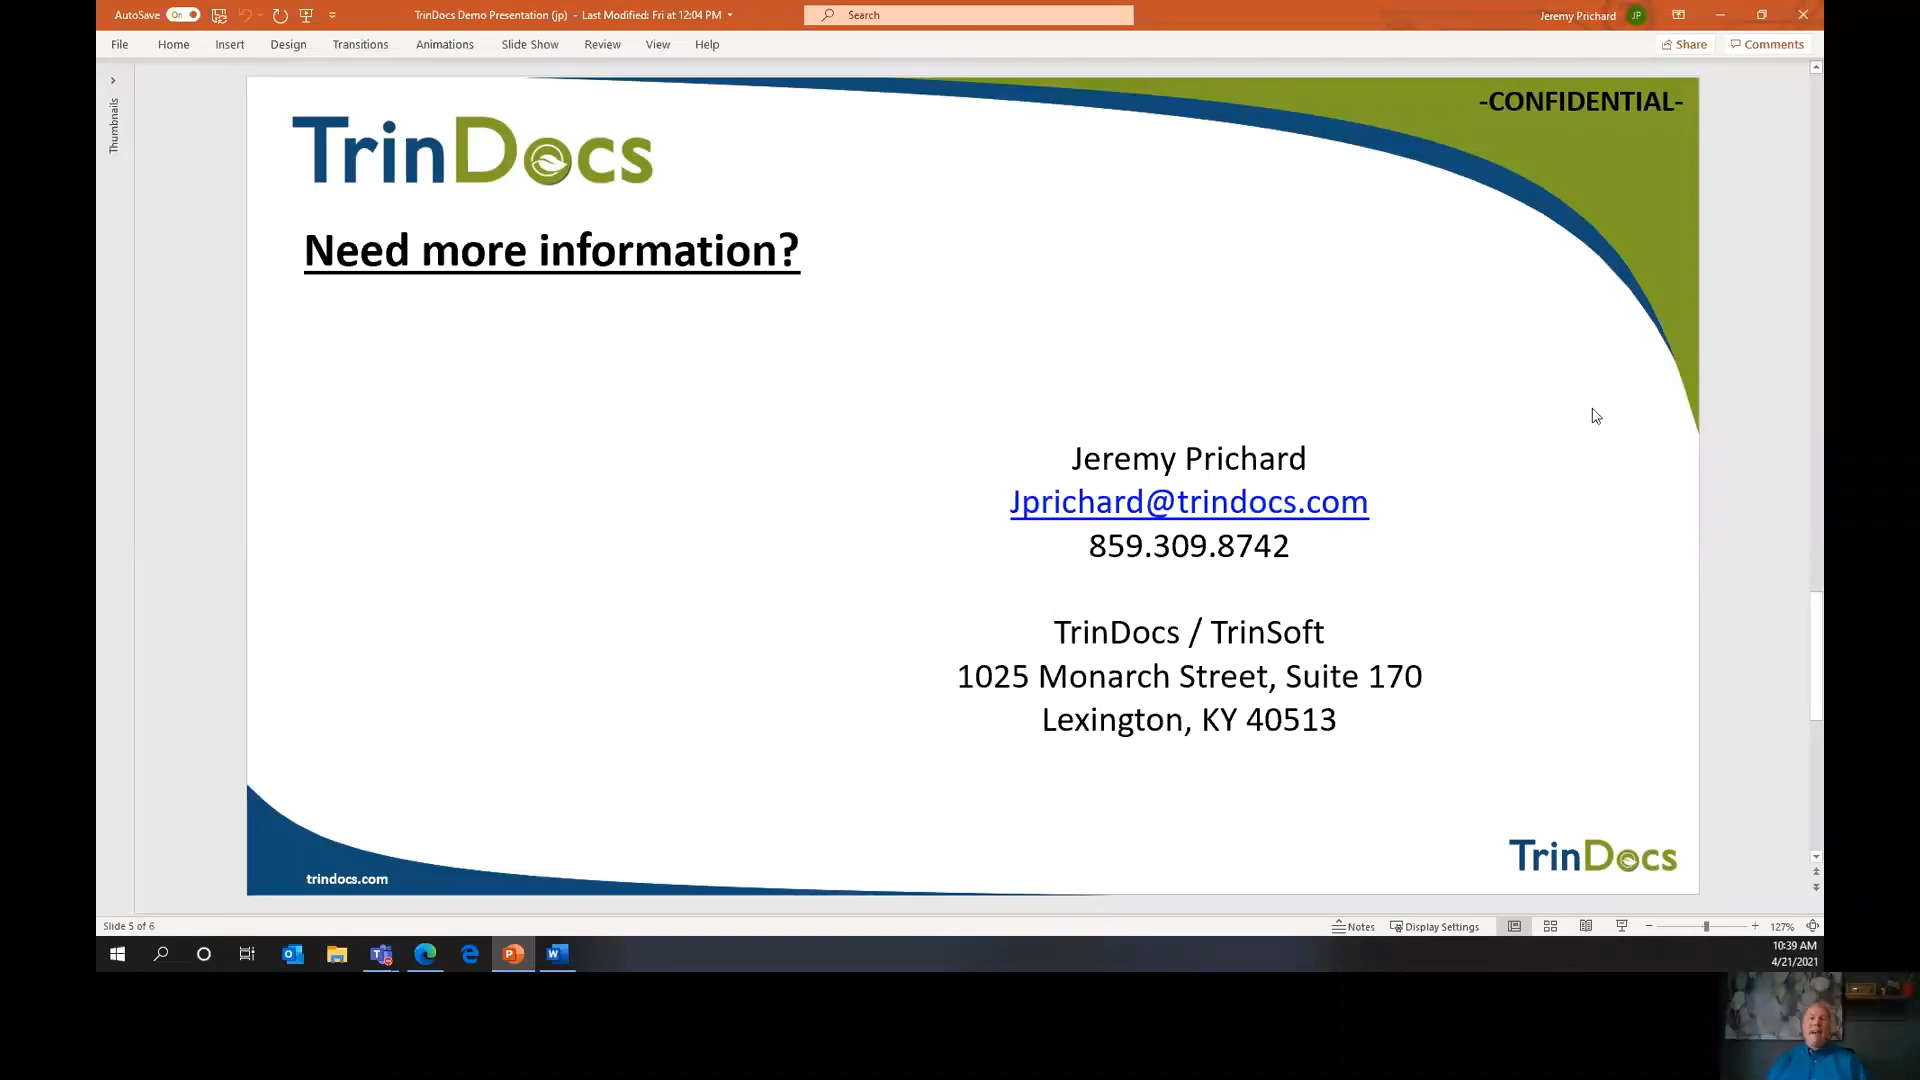 AutoSave On TrinDocs Demo Presentation (jp) - Last Modified: Fri at 12:04 PM Search Jeremy Prichard JP
File Home Insert Design Transitions Animations Slide Show Review View Help Share Comments
Thumbnails
-CONFIDENTIAL-
TrinDocs
Need more information?
Jeremy Prichard
Jprichard@trindocs.com
859.309.8742
TrinDocs / TrinSoft
1025 Monarch Street, Suite 170
Lexington, KY 40513
TrinDocs
trindocs.com
Slide 5 of 6 Notes Display Settings 127%
10:39 AM
4/21/2021